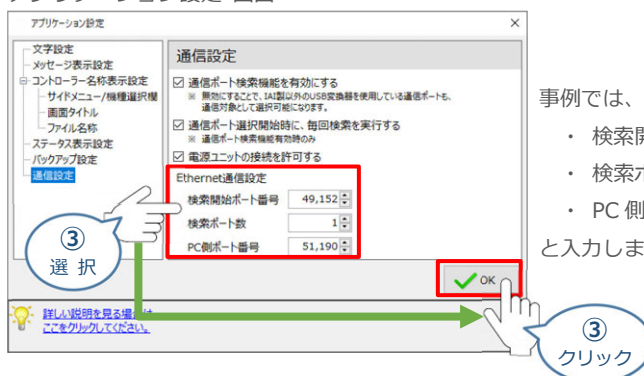 アプリケーション設定
×
文字設定
メッセージ表示設定
コントローラー名称表示設定
サイドメニュー/機種選択欄
画面タイトル
ファイル名称
ステータス表示設定
バックアップ設定
通信設定
通信設定
通信ポート検索機能を有効にする
※ 無効にすることで、IAI製以外のUSB変換器を使用している通信ポートも、
通信対象として選択可能になります。
通信ポート選択開始時に、毎回検索を実行する
※ 通信ポート検索機能有効時のみ
電源ユニットの接続を許可する
Ethernet通信設定
検索開始ポート番号 49,152
検索ポート数 1
PC側ポート番号 51,190
③
選 択
OK
詳しい説明を見る場合は
ここをクリックしてください。
③
クリック
事例では、
・ 検索開
・ 検索ポ
・ PC 側
と入力しま